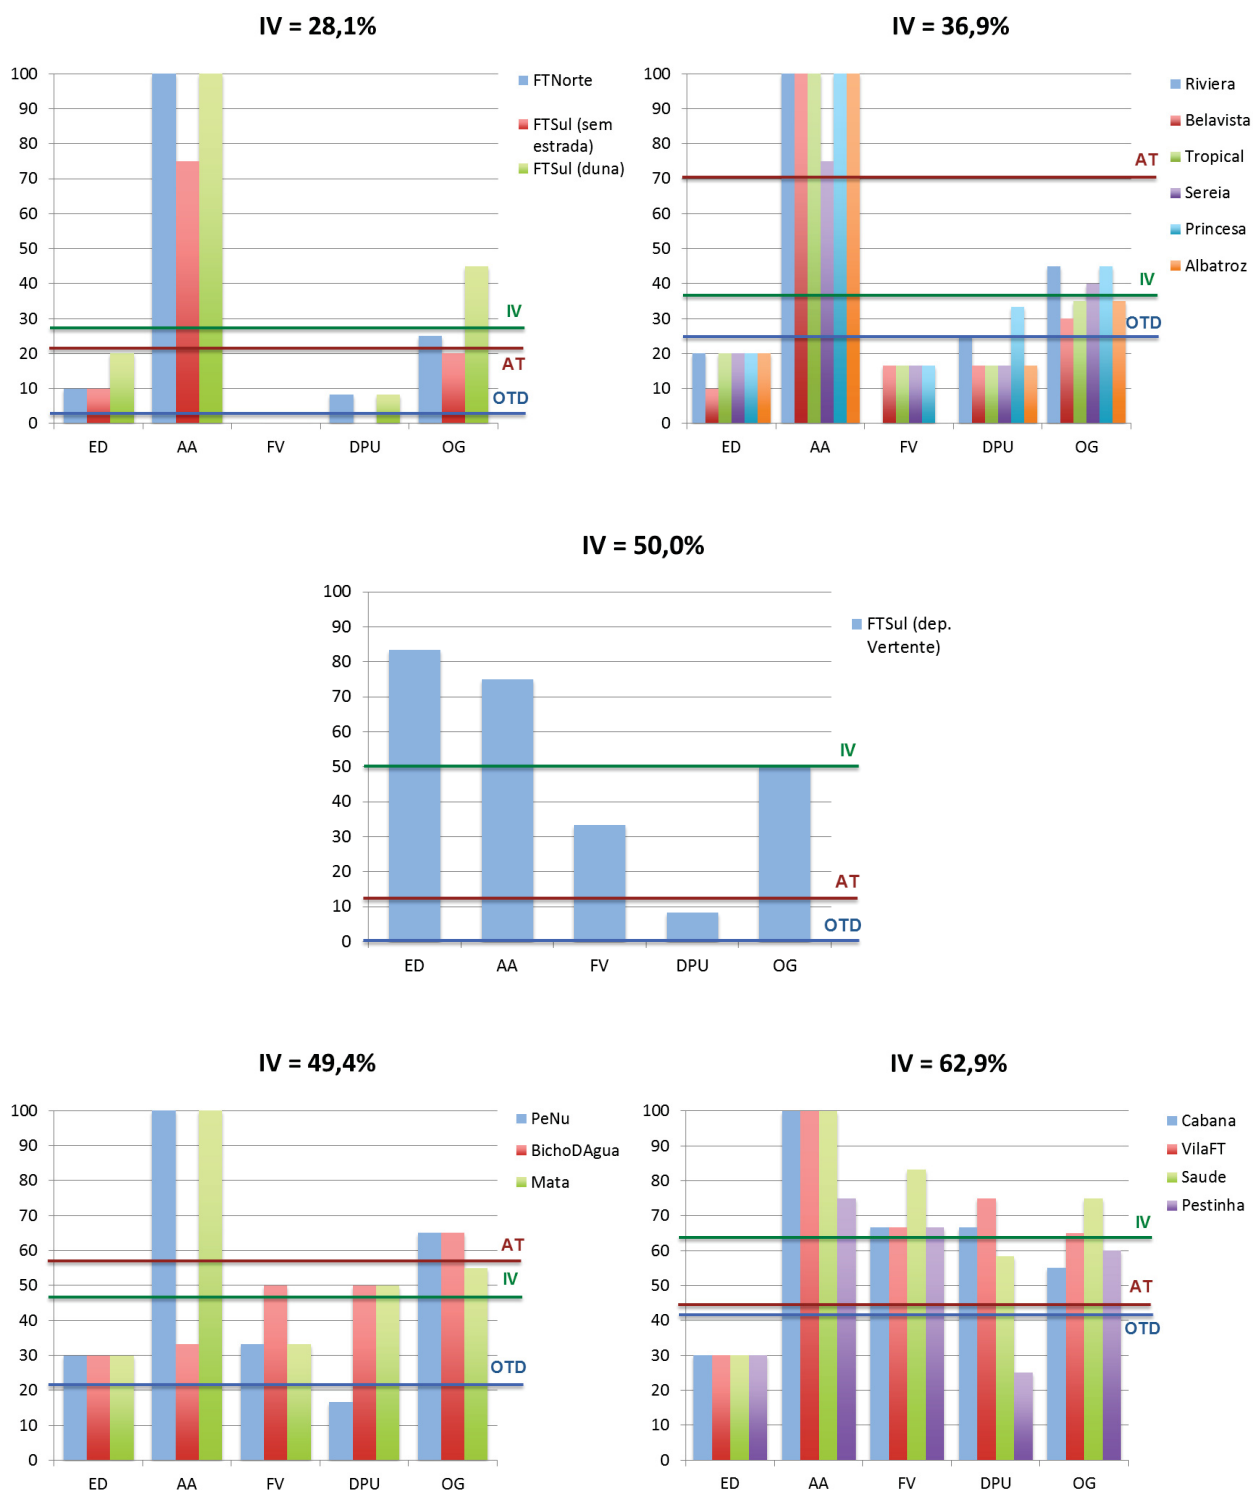 IV = 28,1%
100
90
80
70
60
50
40
30
20
10
0
ED
AA
FV
DPU
OG
IV
AT
OTD
FTNorte
FTSul (sem
estrada)
FTSul (duna)
IV = 36,9%
100
90
80
70
60
50
40
30
20
10
0
ED
AA
FV
DPU
OG
AT
IV
OTD
Riviera
Belavista
Tropical
Sereia
Princesa
Albatroz
IV = 50,0%
100
90
80
70
60
50
40
30
20
10
0
ED
AA
FV
DPU
OG
IV
AT
OTD
FTSul (dep.
Vertente)
IV = 49,4%
100
90
80
70
60
50
40
30
20
10
0
ED
AA
FV
DPU
OG
AT
IV
OTD
PeNu
BichoDAgua
Mata
IV = 62,9%
100
90
80
70
60
50
40
30
20
10
0
ED
AA
FV
DPU
OG
IV
AT
OTD
Cabana
VilaFT
Saude
Pestinha